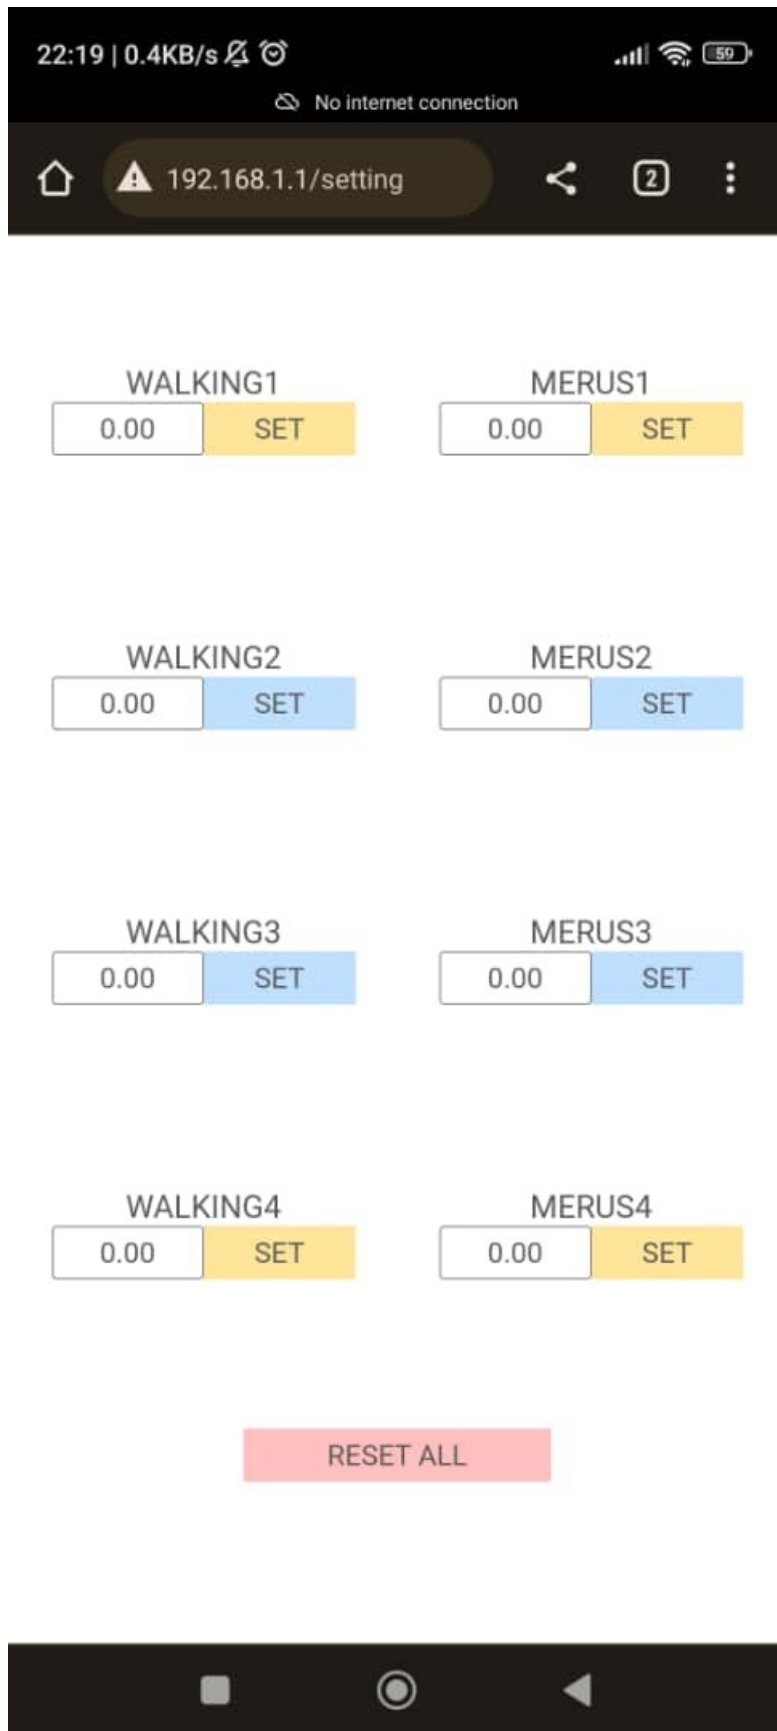 22:19 | 0.4KB/s 59
No internet connection
192.168.1.1/setting 2
WALKING1 MERUS1
0.00 SET 0.00 SET
WALKING2 MERUS2
0.00 SET 0.00 SET
WALKING3 MERUS3
0.00 SET 0.00 SET
WALKING4 MERUS4
0.00 SET 0.00 SET
RESET ALL